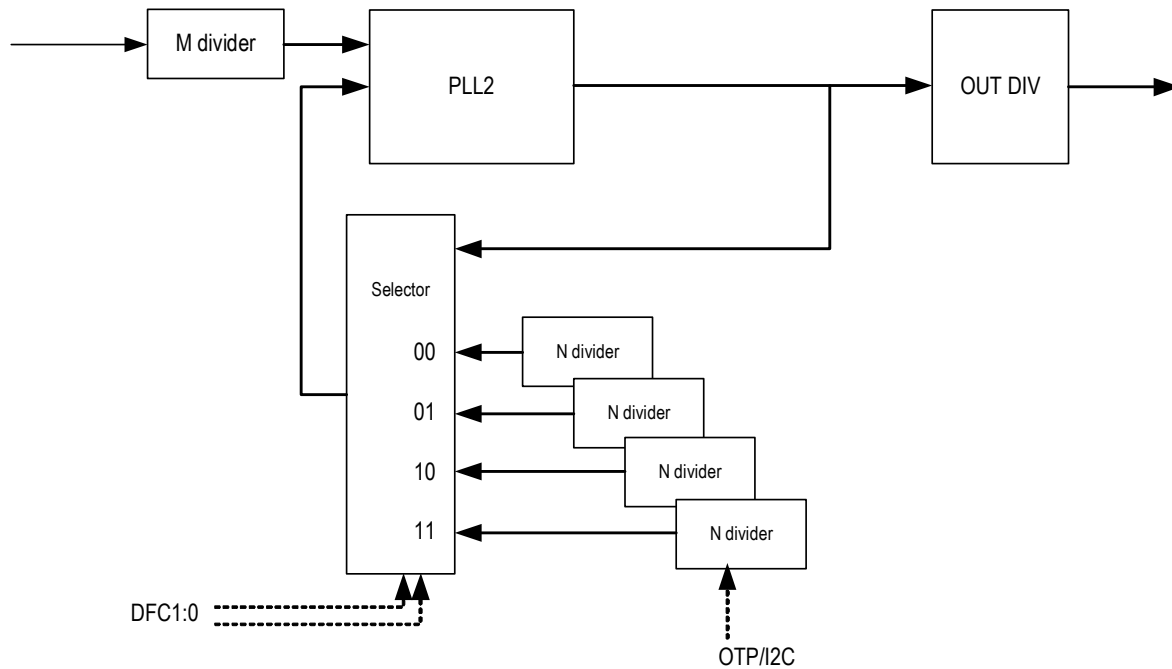 M divider
PLL2
OUT DIV
Selector
00
N divider
01
N divider
10
N divider
11
N divider
DFC1:0
OTP/I2C